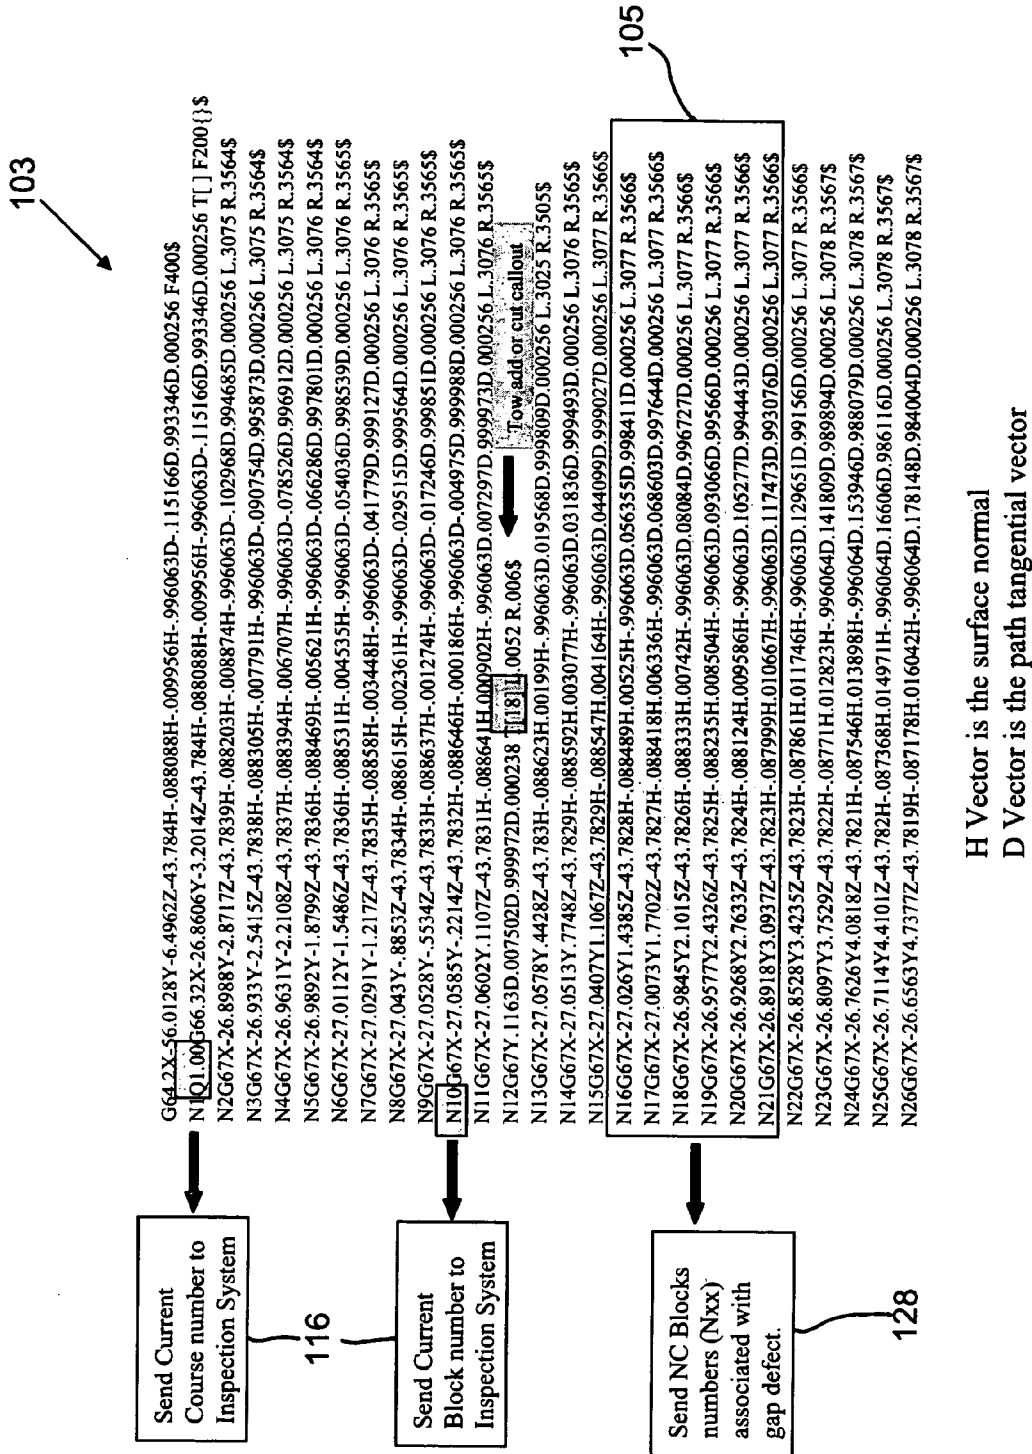 103
G64.2X-56.0128Y-6.4962Z-43.784H-.088088H-.009956H-.996063D-.115166D.993346D.000256 F400$
N1Q1.00G66.32X-26.8606Y-3.2014Z-43.784H-.088088H-.009956H-.996063D-.115166D.993346D.000256 T[] F200{}$
N2G67X-26.8988Y-2.8717Z-43.7839H-.088203H-.008874H-.996063D-.102968D.994685D.000256 L.3075 R.3564$
N3G67X-26.933Y-2.5415Z-43.7838H-.088305H-.007791H-.996063D-.090754D.995873D.000256 L.3075 R.3564$
N4G67X-26.9631Y-2.2108Z-43.7837H-.088394H-.006707H-.996063D-.078526D.996912D.000256 L.3075 R.3564$
N5G67X-26.9892Y-1.8799Z-43.7836H-.088469H-.005621H-.996063D-.066286D.997801D.000256 L.3076 R.3564$
N6G67X-27.0112Y-1.5486Z-43.7836H-.088531H-.004535H-.996063D-.054036D.998539D.000256 L.3076 R.3565$
N7G67X-27.0291Y-1.217Z-43.7835H-.08858H-.003448H-.996063D-.041779D.999127D.000256 L.3076 R.3565$
N8G67X-27.043Y-.8853Z-43.7834H-.088615H-.002361H-.996063D-.029515D.999564D.000256 L.3076 R.3565$
N9G67X-27.0528Y-.5534Z-43.7833H-.088637H-.001274H-.996063D-.017246D.999851D.000256 L.3076 R.3565$
N10G67X-27.0585Y-.2214Z-43.7832H-.088646H-.000186H-.996063D-.004975D.999988D.000256 L.3076 R.3565$
N11G67X-27.0602Y.1107Z-43.7831H-.088641H.000902H-.996063D.007297D.999973D.000256 L.3076 R.3565$
N12G67Y.1163D.007502D.999972D.000238 T[18] L.0052 R.006$
Tow add or cut callout
N13G67X-27.0578Y.4428Z-43.783H-.088623H.00199H-.996063D.019568D.999809D.000256 L.3025 R.3505$
N14G67X-27.0513Y.7748Z-43.7829H-.088592H.003077H-.996063D.031836D.999493D.000256 L.3076 R.3565$
N15G67X-27.0407Y1.1067Z-43.7829H-.088547H.004164H-.996063D.044099D.999027D.000256 L.3077 R.3566$
N16G67X-27.026Y1.4385Z-43.7828H-.088489H.00525H-.996063D.056355D.998411D.000256 L.3077 R.3566$
N17G67X-27.0073Y1.7702Z-43.7827H-.088418H.006336H-.996063D.068603D.997644D.000256 L.3077 R.3566$
N18G67X-26.9845Y2.1015Z-43.7826H-.088333H.00742H-.996063D.08084D.996727D.000256 L.3077 R.3566$
N19G67X-26.9577Y2.4326Z-43.7825H-.088235H.008504H-.996063D.093066D.99566D.000256 L.3077 R.3566$
N20G67X-26.9268Y2.7633Z-43.7824H-.088124H.009586H-.996063D.105277D.994443D.000256 L.3077 R.3566$
N21G67X-26.8918Y3.0937Z-43.7823H-.087999H.010667H-.996063D.117473D.993076D.000256 L.3077 R.3566$
N22G67X-26.8528Y3.4235Z-43.7823H-.087861H.011746H-.996063D.129651D.99156D.000256 L.3077 R.3566$
N23G67X-26.8097Y3.7529Z-43.7822H-.08771H.012823H-.996064D.141809D.989894D.000256 L.3078 R.3567$
N24G67X-26.7626Y4.0818Z-43.7821H-.087546H.013898H-.996064D.153946D.988079D.000256 L.3078 R.3567$
N25G67X-26.7114Y4.4101Z-43.782H-.087368H.014971H-.996064D.16606D.986116D.000256 L.3078 R.3567$
N26G67X-26.6563Y4.7377Z-43.7819H-.087178H.016042H-.996064D.178148D.984004D.000256 L.3078 R.3567$
105
Send Current
Course number to
Inspection System
116
Send Current
Block number to
Inspection System
Send NC Blocks
numbers (Nxx)
associated with
gap defect.
128
H Vector is the surface normal
D Vector is the path tangential vector